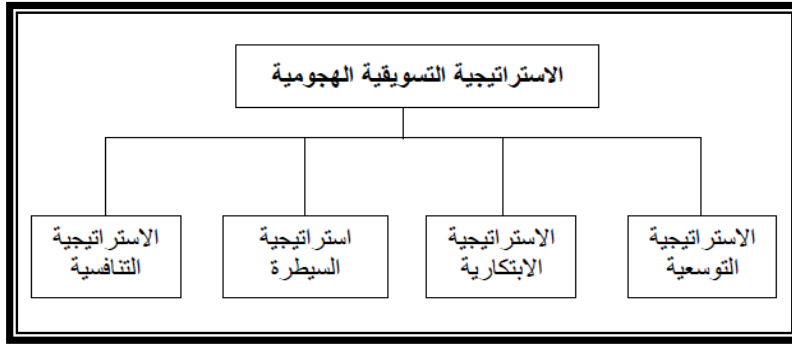 الاستراتيجية التسويقية الهجومية
الاستراتيجية
التوسعية
الاستراتيجية
الابتكارية
استراتيجية
السيطرة
الاستراتيجية
التنافسية